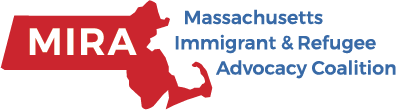 MIRA
Massachusetts
Immigrant & Refugee
Advocacy Coalition